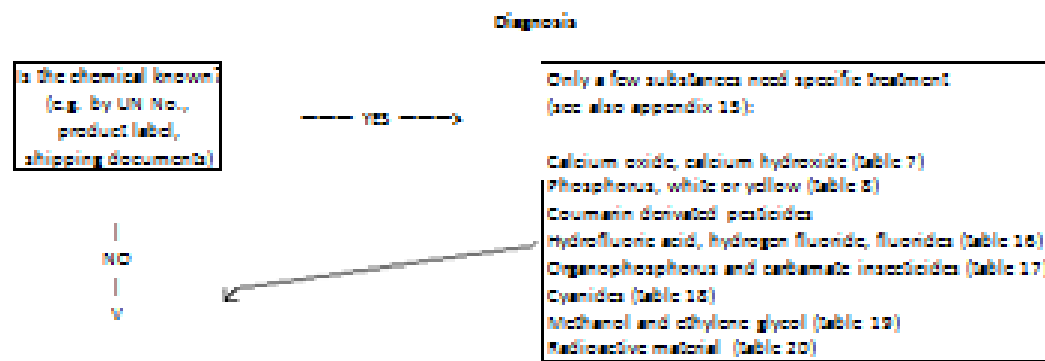 Diagnosis
Is the chemical known?
(e.g. by UN No.,
product label,
shipping documents)
YES
Only a few substances need specific treatment
(see also appendix 15):
Calcium oxide, calcium hydroxide (table 7)
Phosphorus, white or yellow (table 8)
Coumarin derivated pesticides
Hydrofluoric acid, hydrogen fluoride, fluorides (table 16)
Organophosphorus and carbamate insecticides (table 17)
Cyanides (table 18)
Methanol and ethylene glycol (table 19)
Radioactive material (table 20)
NO
V